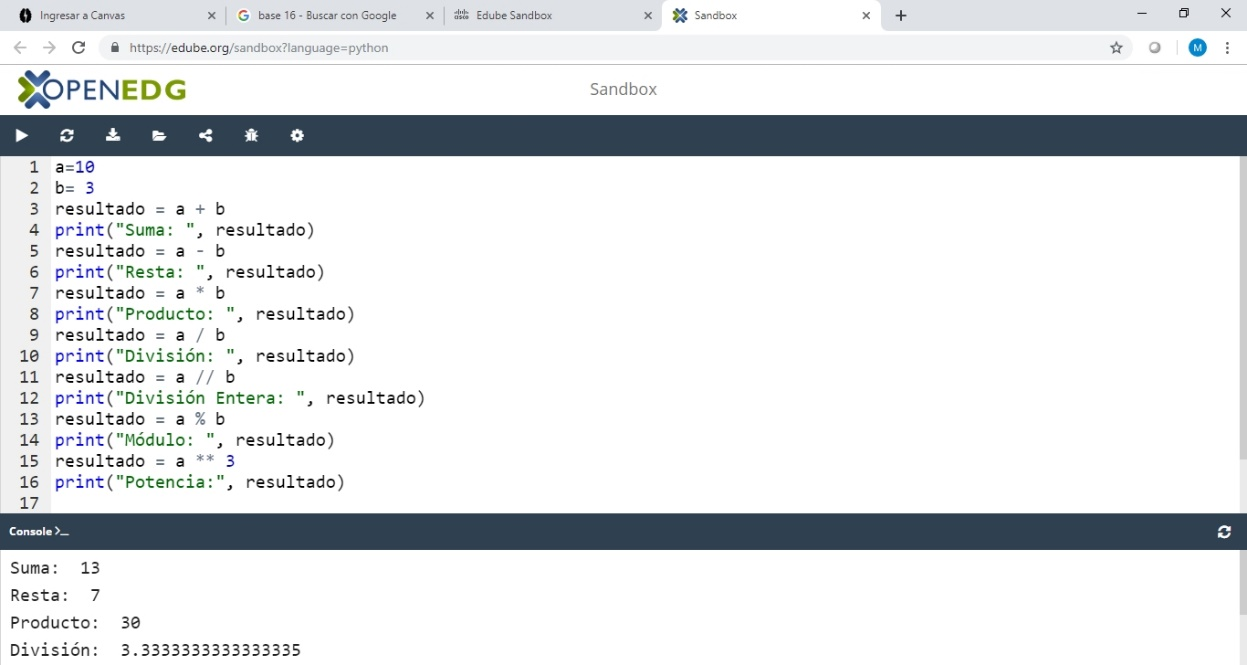 Ingresar a Canvas
base 16 - Buscar con Google
Edube Sandbox
Sandbox
https://edube.org/sandbox?language=python
M
OPENEDG
Sandbox
1 a=10
2 b= 3
3 resultado = a + b
4 print("Suma: ", resultado)
5 resultado = a - b
6 print("Resta: ", resultado)
7 resultado = a * b
8 print("Producto: ", resultado)
9 resultado = a / b
10 print("División: ", resultado)
11 resultado = a // b
12 print("División Entera: ", resultado)
13 resultado = a % b
14 print("Módulo: ", resultado)
15 resultado = a ** 3
16 print("Potencia:", resultado)
17
Console >_
Suma:  13
Resta:  7
Producto:  30
División:  3.3333333333333335